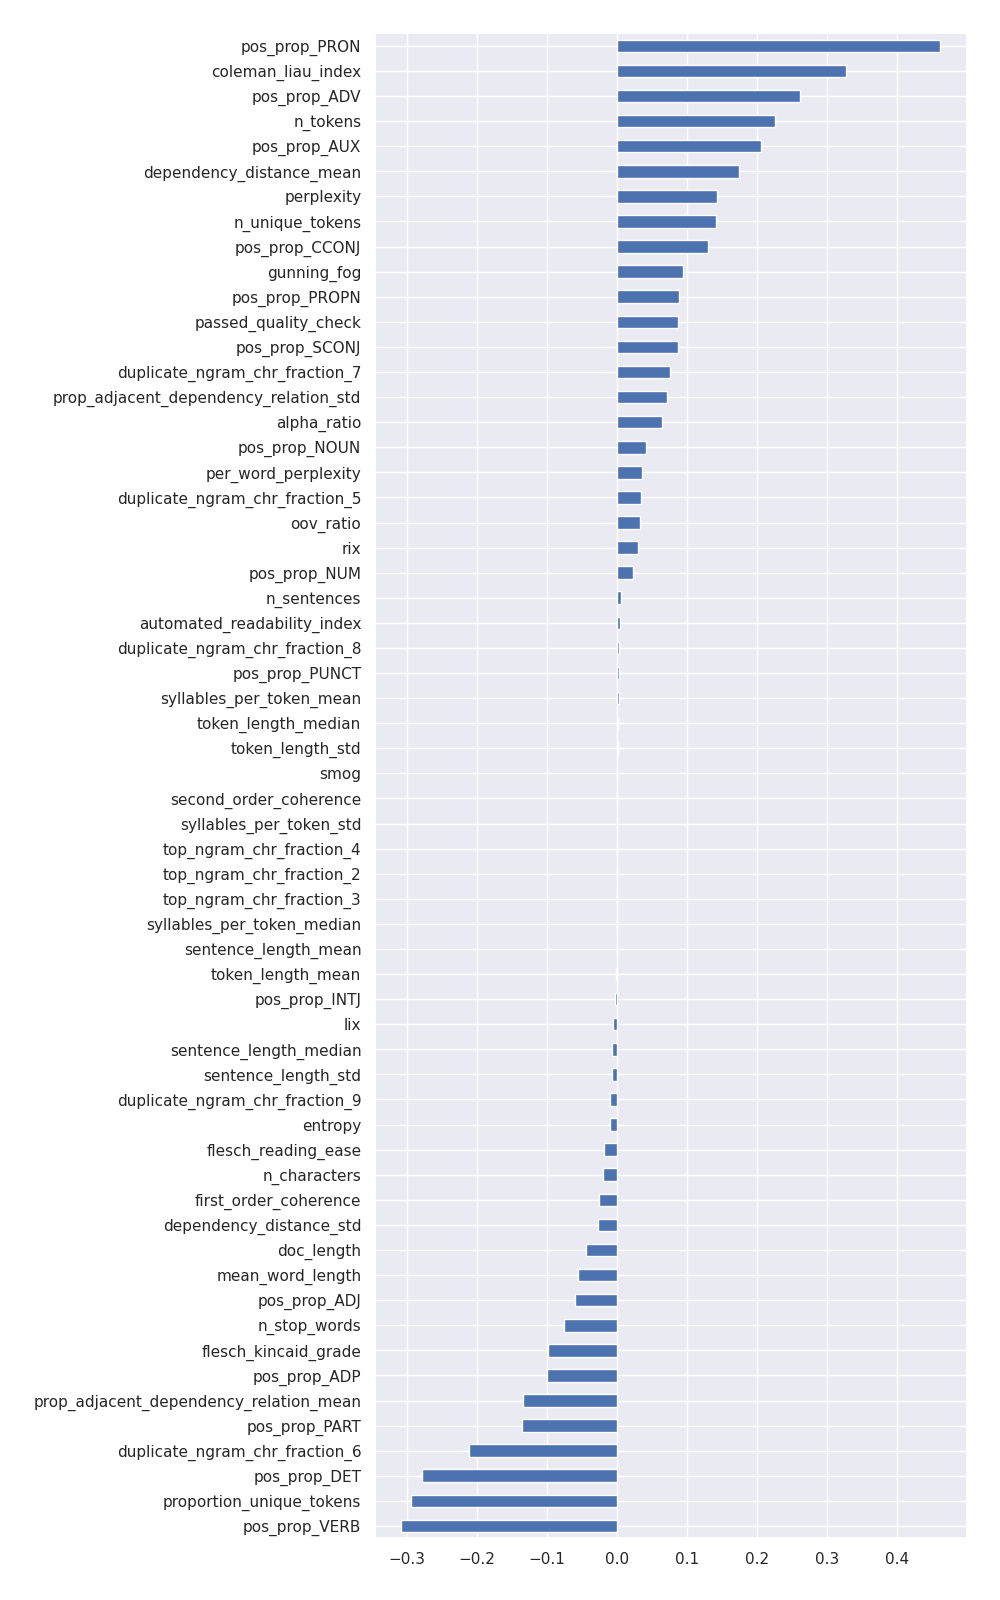 pos_prop_PRON
coleman_liau_index
pos_prop_ADV
n_tokens
pos_prop_AUX
dependency_distance_mean
perplexity
n_unique_tokens
pos_prop_CCONJ
gunning_fog
pos_prop_PROPN
passed_quality_check
pos_prop_SCONJ
duplicate_ngram_chr_fraction_7
prop_adjacent_dependency_relation_std
alpha_ratio
pos_prop_NOUN
per_word_perplexity
duplicate_ngram_chr_fraction_5
oov_ratio
rix
pos_prop_NUM
n_sentences
automated_readability_index
duplicate_ngram_chr_fraction_8
pos_prop_PUNCT
syllables_per_token_mean
token_length_median
token_length_std
smog
second_order_coherence
syllables_per_token_std
top_ngram_chr_fraction_4
top_ngram_chr_fraction_2
top_ngram_chr_fraction_3
syllables_per_token_median
sentence_length_mean
token_length_mean
pos_prop_INTJ
lix
sentence_length_median
sentence_length_std
duplicate_ngram_chr_fraction_9
entropy
flesch_reading_ease
n_characters
first_order_coherence
dependency_distance_std
doc_length
mean_word_length
pos_prop_ADJ
n_stop_words
flesch_kincaid_grade
pos_prop_ADP
prop_adjacent_dependency_relation_mean
pos_prop_PART
duplicate_ngram_chr_fraction_6
pos_prop_DET
proportion_unique_tokens
pos_prop_VERB
−0.3 −0.2 −0.1 0.0 0.1 0.2 0.3 0.4